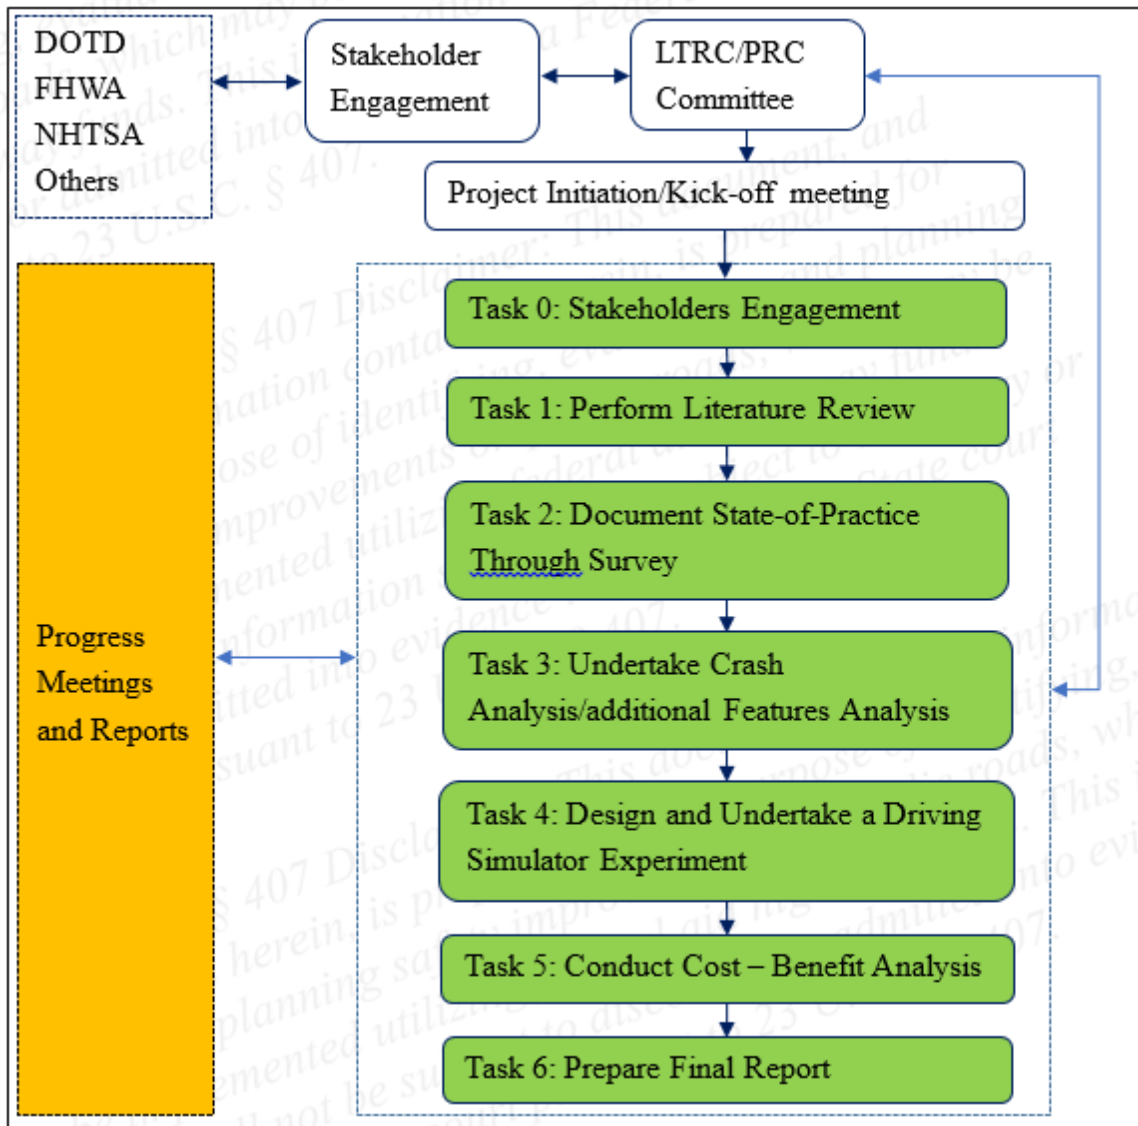 DOTD
FHWA
NHTSA
Others
Stakeholder
Engagement
LTRC/PRC
Committee
Project Initiation/Kick-off meeting
Task 0: Stakeholders Engagement
Task 1: Perform Literature Review
Task 2: Document State-of-Practice
Through Survey
Task 3: Undertake Crash
Analysis/additional Features Analysis
Task 4: Design and Undertake a Driving
Simulator Experiment
Task 5: Conduct Cost – Benefit Analysis
Task 6: Prepare Final Report
Progress
Meetings
and Reports